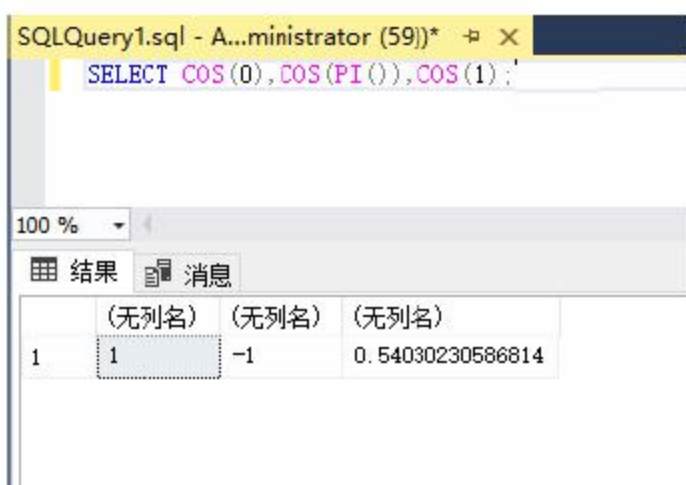 SQLQuery1.sql - A...ministrator (59))*
SELECT COS(0),COS(PI()),COS(1);
100 %
结果 消息
(无列名) (无列名) (无列名)
1 1 -1 0.54030230586814